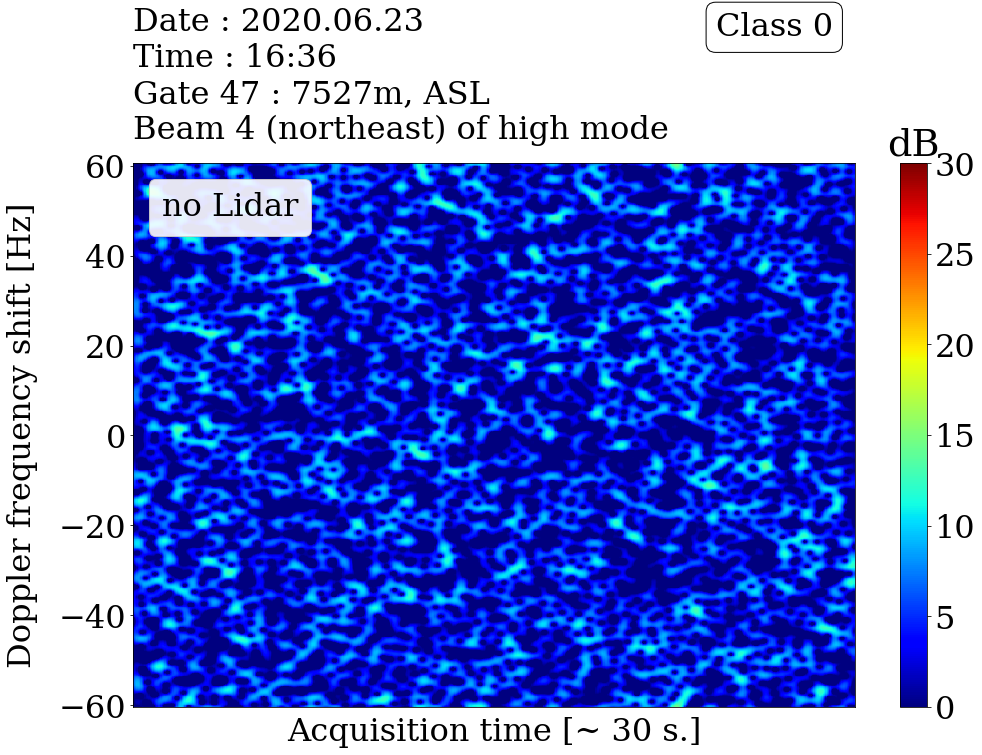 Date : 2020.06.23
Class 0
Time : 16:36
Gate 47 : 7527m, ASL
Beam 4 (northeast) of high mode
dB
no Lidar
Doppler frequency shift [Hz]
60
40
20
0
−20
−40
−60
Acquisition time [~ 30 s.]
30
25
20
15
10
5
0